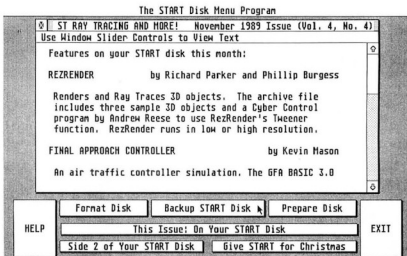 The START Disk Menu Program
ST RAY TRACING AND MORE! November 1989 Issue (Vol. 4, No. 4)
Use Window Slider Controls to View Text
Features on your START disk this month:
REZRENDER by Richard Parker and Phillip Burgess
Renders and Ray Traces 3D objects. The archive file
includes three sample 3D objects and a Cyber Control
program by Andrew Reese to use RezRender's Tweener
function. RezRender runs in low or high resolution.
FINAL APPROACH CONTROLLER by Kevin Mason
An air traffic controller simulation. The GFA BASIC 3.0
Format Disk Backup START Disk Prepare Disk
HELP This Issue: On Your START Disk EXIT
Side 2 of Your START Disk Give START for Christmas